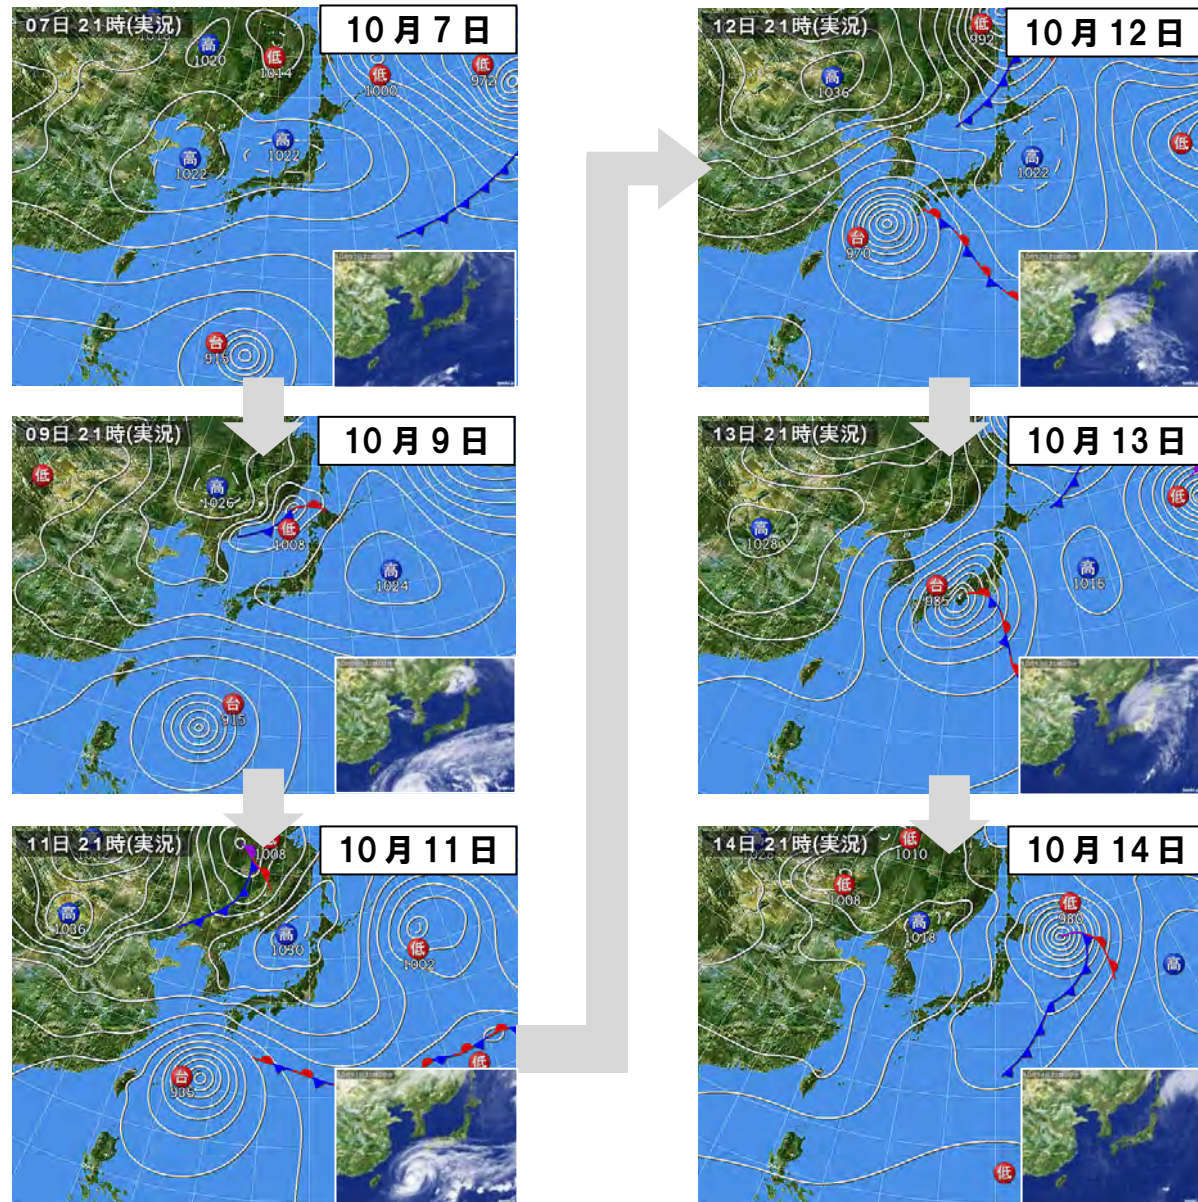 07日 21時(実況)
10月7日
高
1020
低
1014
低
1000
低
972
高
1022
高
1022
台
915
09日 21時(実況)
10月9日
低
高
1026
低
1008
高
1024
台
915
11日 21時(実況)
10月11日
低
1008
高
1036
高
1030
低
1002
低
台
935
12日 21時(実況)
10月12日
低
992
高
1036
低
高
1022
台
970
13日 21時(実況)
10月13日
低
高
1028
高
1016
台
985
14日 21時(実況)
10月14日
低
1010
低
1008
低
980
高
1018
高
低